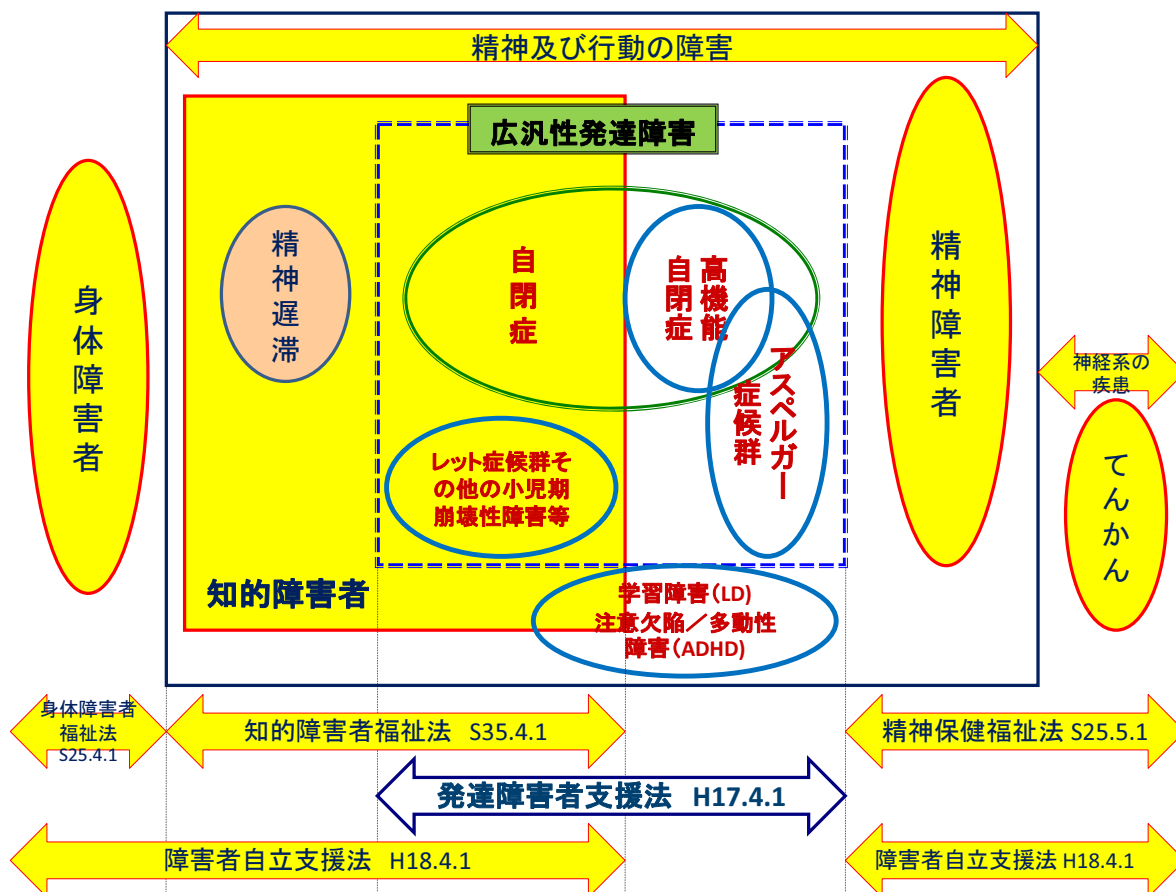 精神及び行動の障害
広汎性発達障害
身体障害者
精神遅滞
自閉症
高機能
自閉症
アスペルガー
症候群
精神障害者
神経系の
疾患
てんかん
レット症候群そ
の他の小児期
崩壊性障害等
知的障害者
学習障害(LD)
注意欠陥/多動性
障害(ADHD)
身体障害者
福祉法
S25.4.1
知的障害者福祉法 S35.4.1
精神保健福祉法 S25.5.1
発達障害者支援法 H17.4.1
障害者自立支援法 H18.4.1
障害者自立支援法 H18.4.1